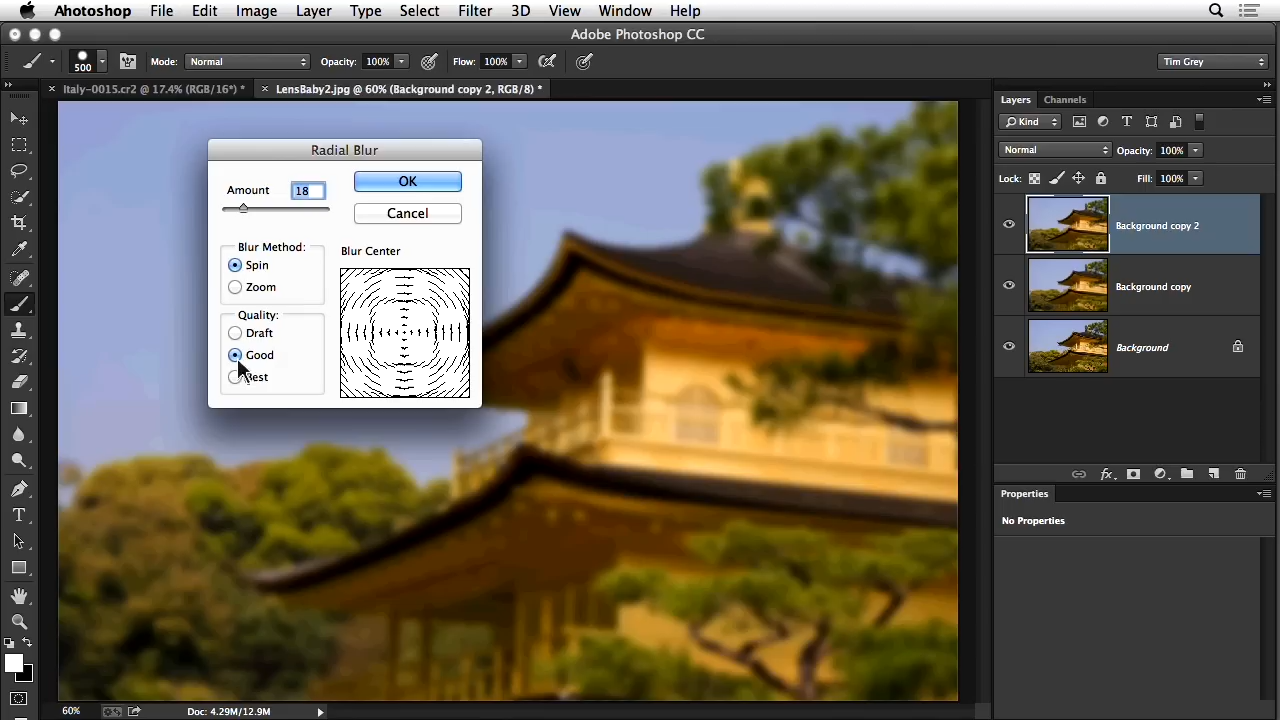 Ahotoshop File Edit Image Layer Type Select Filter 3D View Window Help
Adobe Photoshop CC
500 Mode: Normal Opacity: 100% Flow: 100% Tim Grey
Italy-0015.cr2 @ 17.4% (RGB/16*) * LensBaby2.jpg @ 60% (Background copy 2, RGB/8) *
Layers Channels
Kind
Normal Opacity: 100%
Lock: Fill: 100%
Background copy 2
Background copy
Background
Properties
No Properties
Radial Blur
Amount 18 OK
Cancel
Blur Method: Blur Center
Spin
Zoom
Quality:
Draft
Good
Best
60% Doc: 4.29M/12.9M